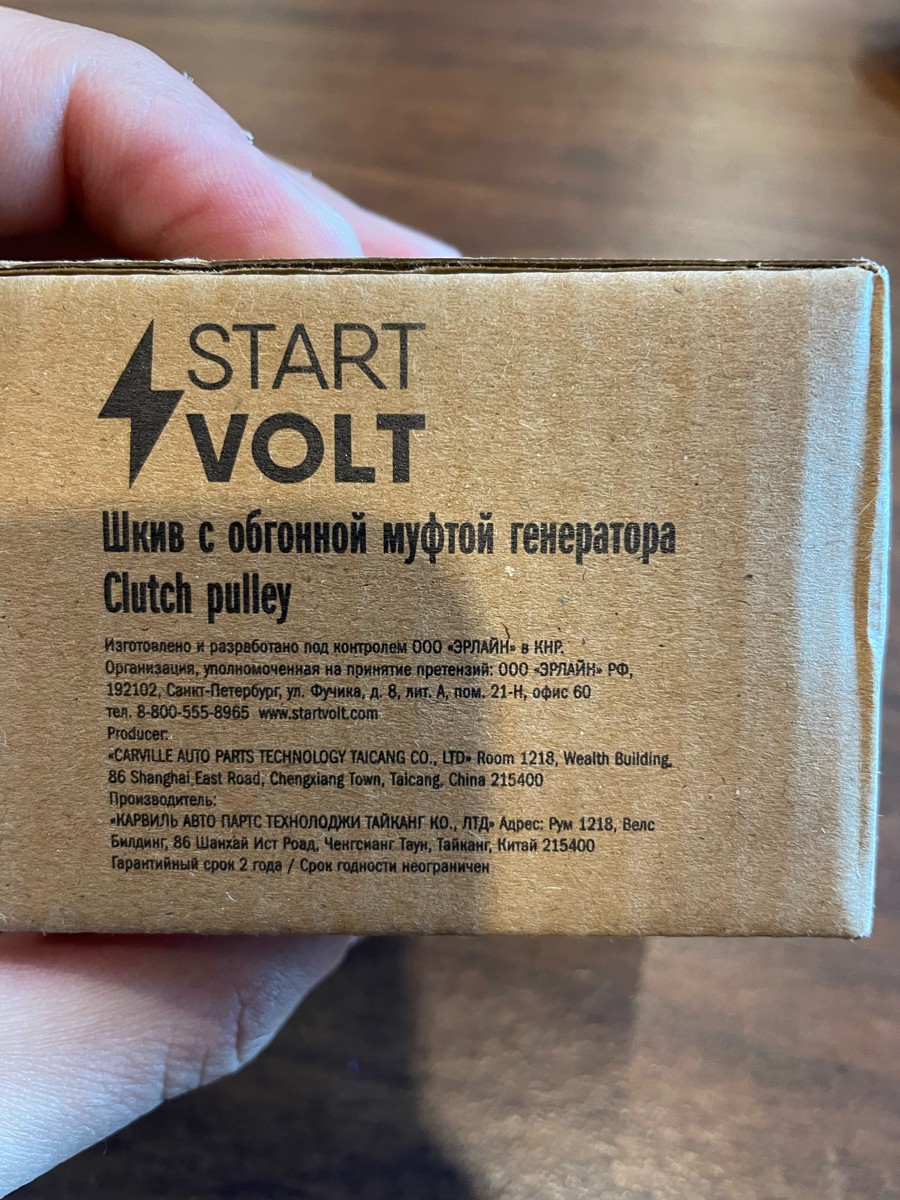 START
VOLT
Шкив с обгонной муфтой генератора
Clutch pulley
Изготовлено и разработано под контролем ООО «ЭРЛАЙН» в КНР.
Организация, уполномоченная на принятие претензий: ООО «ЭРЛАЙН» РФ,
192102, Санкт-Петербург, ул. Фучика, д. 8, лит. А, пом. 21-Н, офис 60
тел. 8-800-555-8965 www.startvolt.com
Producer:
«CARVILLE AUTO PARTS TECHNOLOGY TAICANG CO., LTD» Room 1218, Wealth Building,
86 Shanghai East Road, Chengxiang Town, Taicang, China 215400
Производитель:
«КАРВИЛЬ АВТО ПАРТС ТЕХНОЛОДЖИ ТАЙКАНГ КО., ЛТД» Адрес: Рум 1218, Велс
Билдинг, 86 Шанхай Ист Роад, Ченгсианг Таун, Тайканг, Китай 215400
Гарантийный срок 2 года / Срок годности неограничен